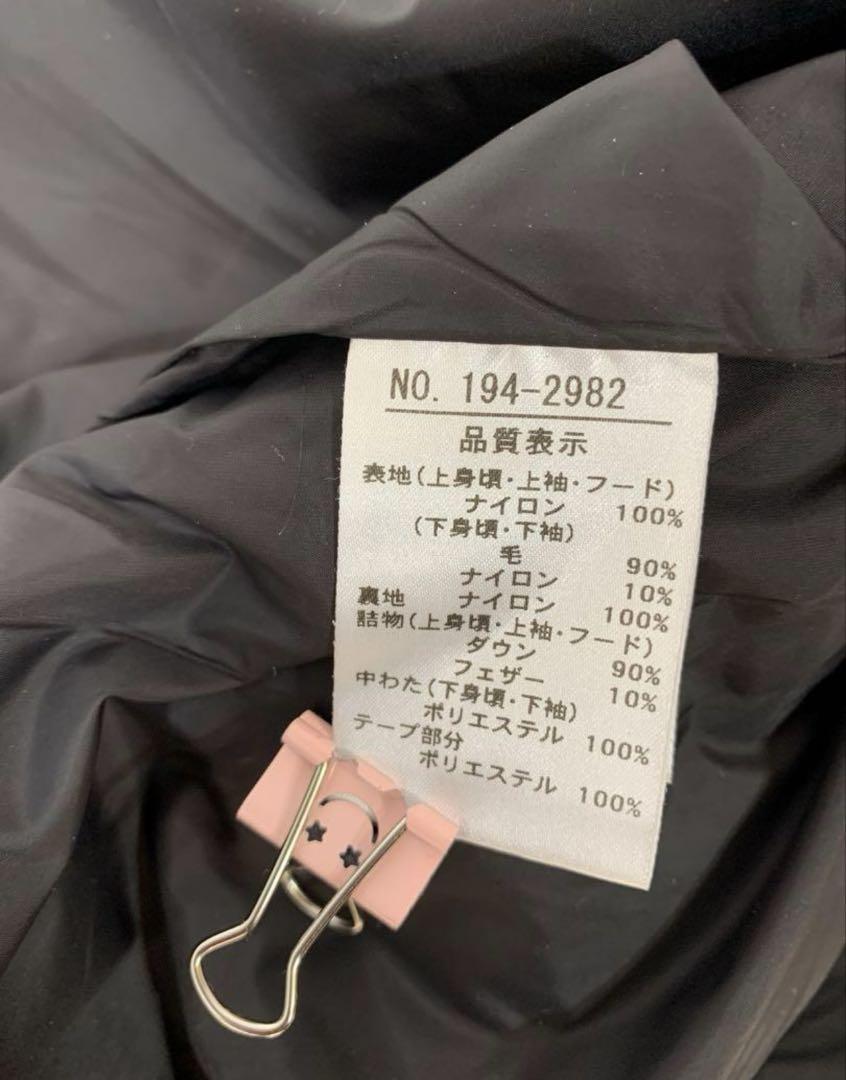 NO. 194-2982
品質表示
表地(上身頃・上袖・フード)
ナイロン 100%
(下身頃・下袖)
毛 90%
ナイロン 10%
裏地 ナイロン 100%
詰物(上身頃・上袖・フード)
ダウン 90%
フェザー 10%
中わた(下身頃・下袖)
ポリエステル 100%
テープ部分
ポリエステル 100%